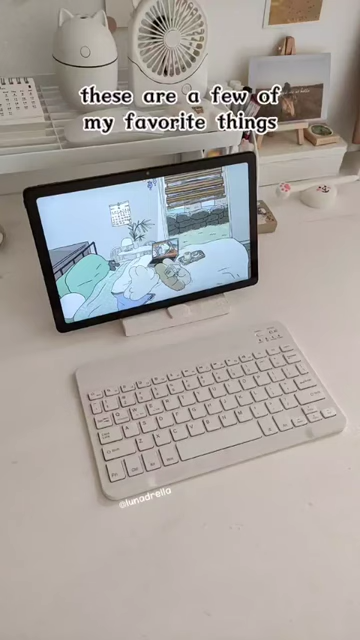 these are a few of
my favorite things
@lunadrella